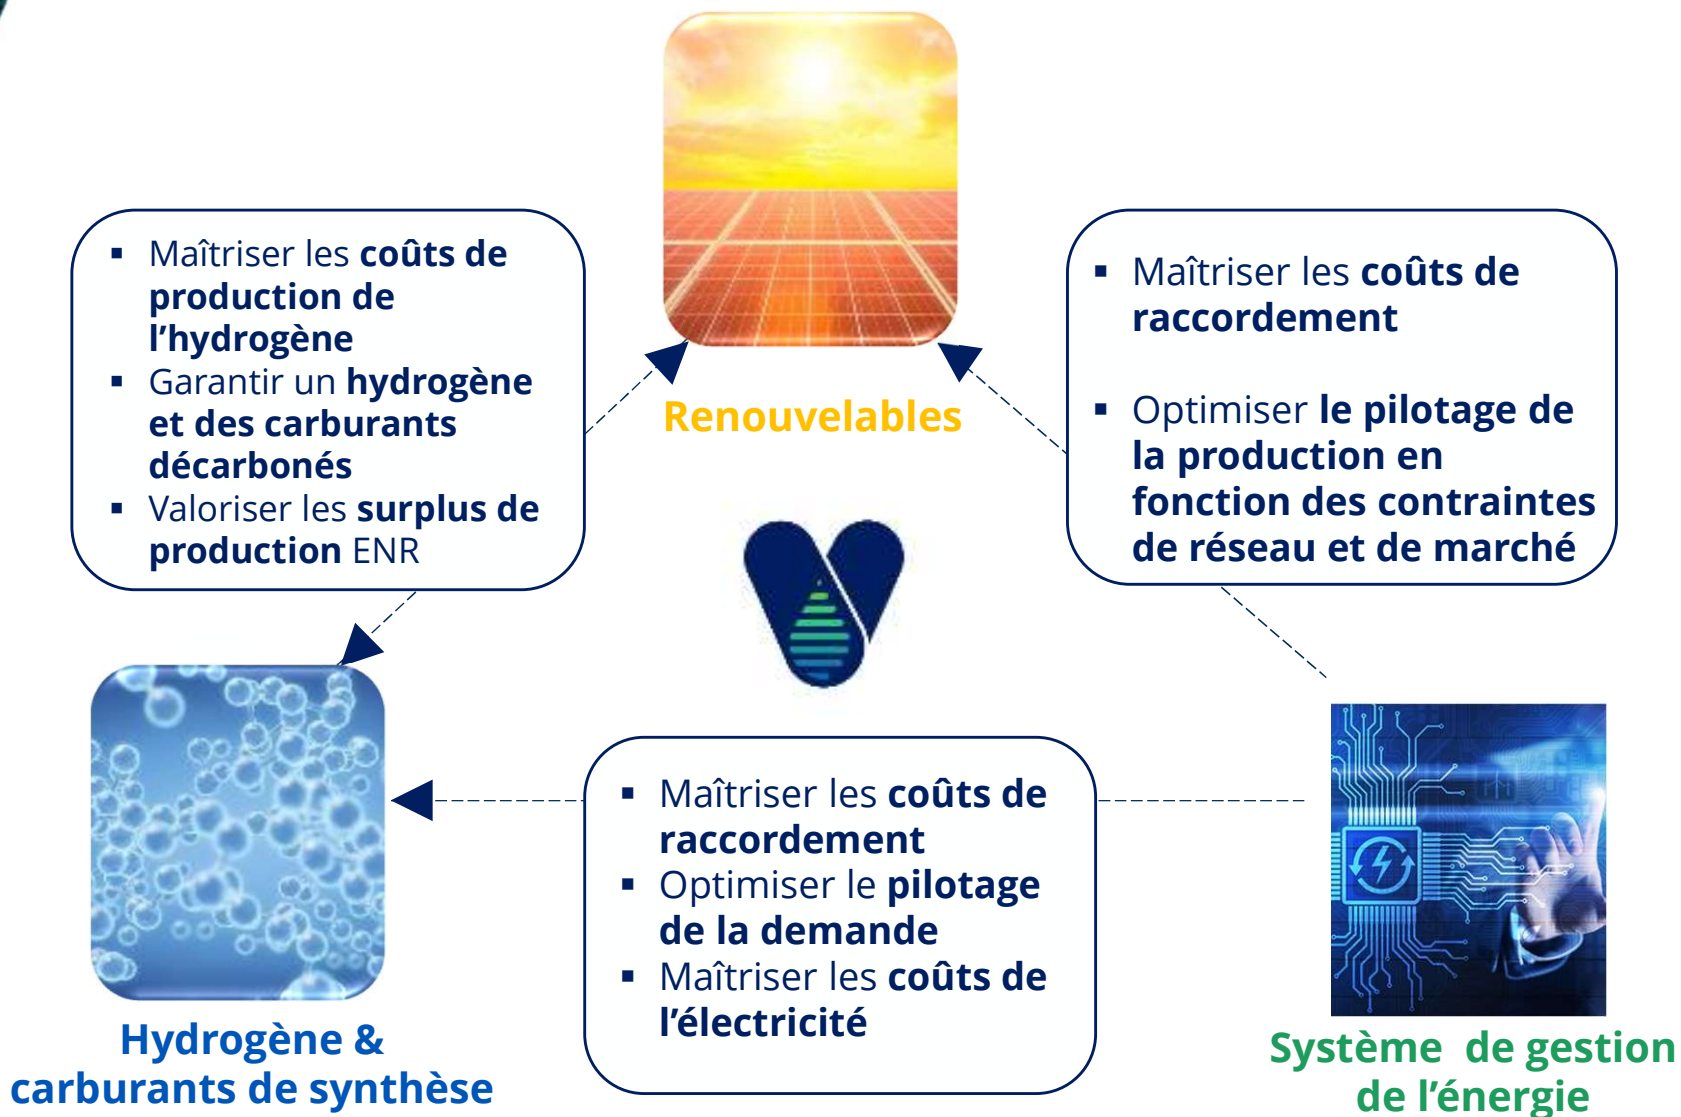 ▪ Maîtriser les coûts de
production de
l’hydrogène
▪ Garantir un hydrogène
et des carburants
décarbonés
▪ Valoriser les surplus de
production ENR
Renouvelables
▪ Maîtriser les coûts de
raccordement
▪ Optimiser le pilotage de
la production en
fonction des contraintes
de réseau et de marché
▪ Maîtriser les coûts de
raccordement
▪ Optimiser le pilotage
de la demande
▪ Maîtriser les coûts de
l’électricité
Hydrogène &
carburants de synthèse
Système de gestion
de l’énergie